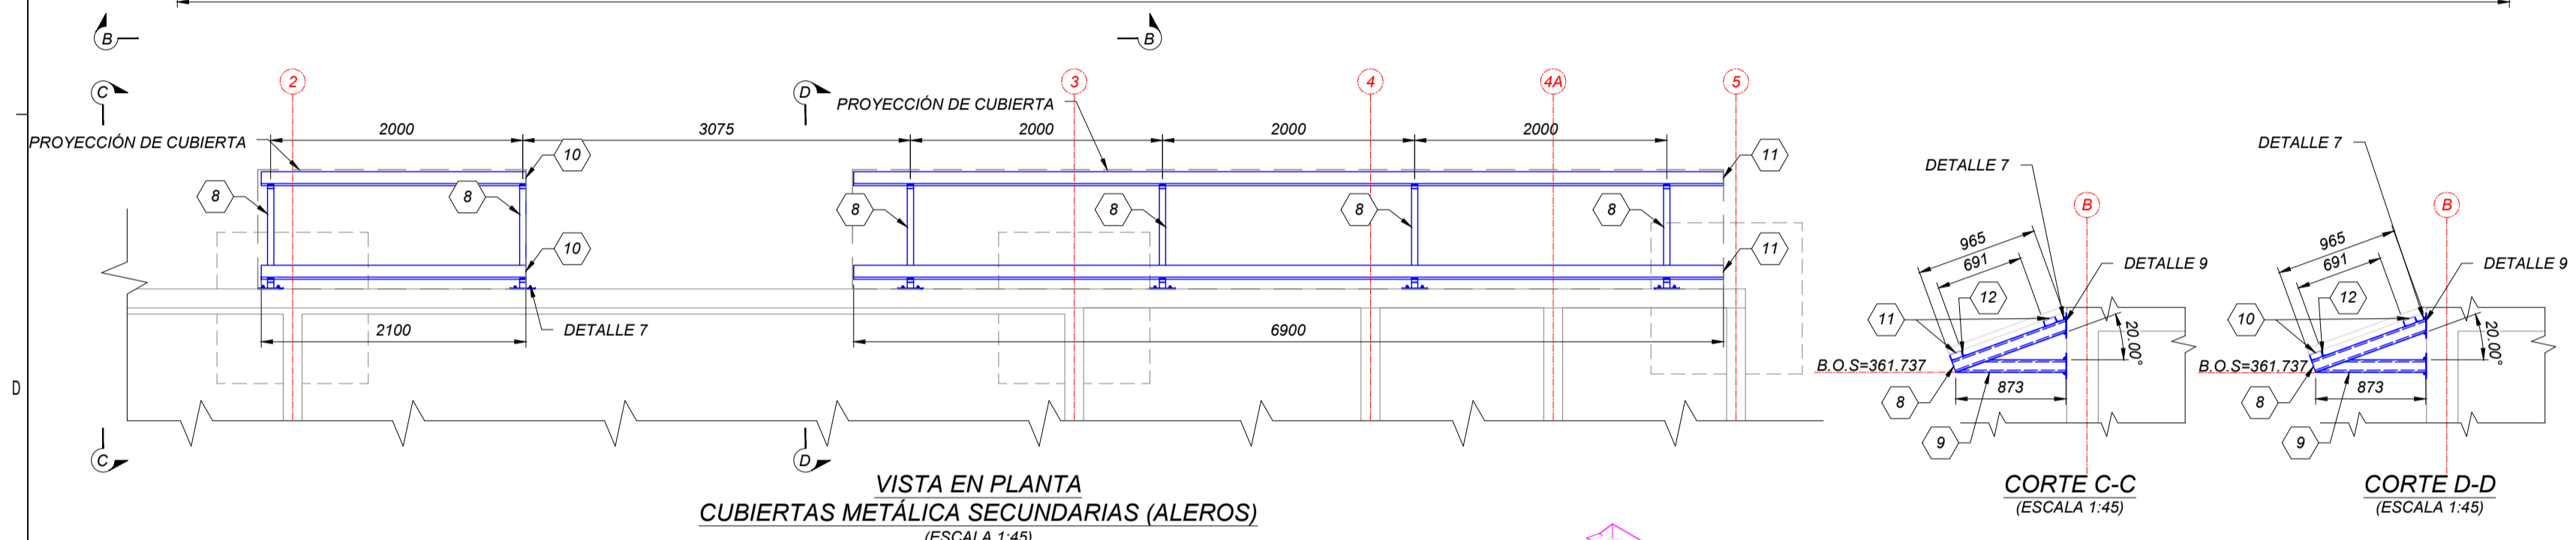 B
B
C
2
D
3
4
4A
5
PROYECCIÓN DE CUBIERTA
2000
3075
2000
2000
2000
PROYECCIÓN DE CUBIERTA
10
11
8
8
8
8
8
8
10
11
2100
DETALLE 7
6900
D
C
D
VISTA EN PLANTA
CUBIERTAS METÁLICA SECUNDARIAS (ALEROS)
(ESCALA 1:45)
DETALLE 7
B
965
691
DETALLE 9
12
11
20.00°
B.O.S=361.737
873
8
9
CORTE C-C
(ESCALA 1:45)
DETALLE 7
B
965
691
DETALLE 9
12
10
20.00°
B.O.S=361.737
873
8
9
CORTE D-D
(ESCALA 1:45)